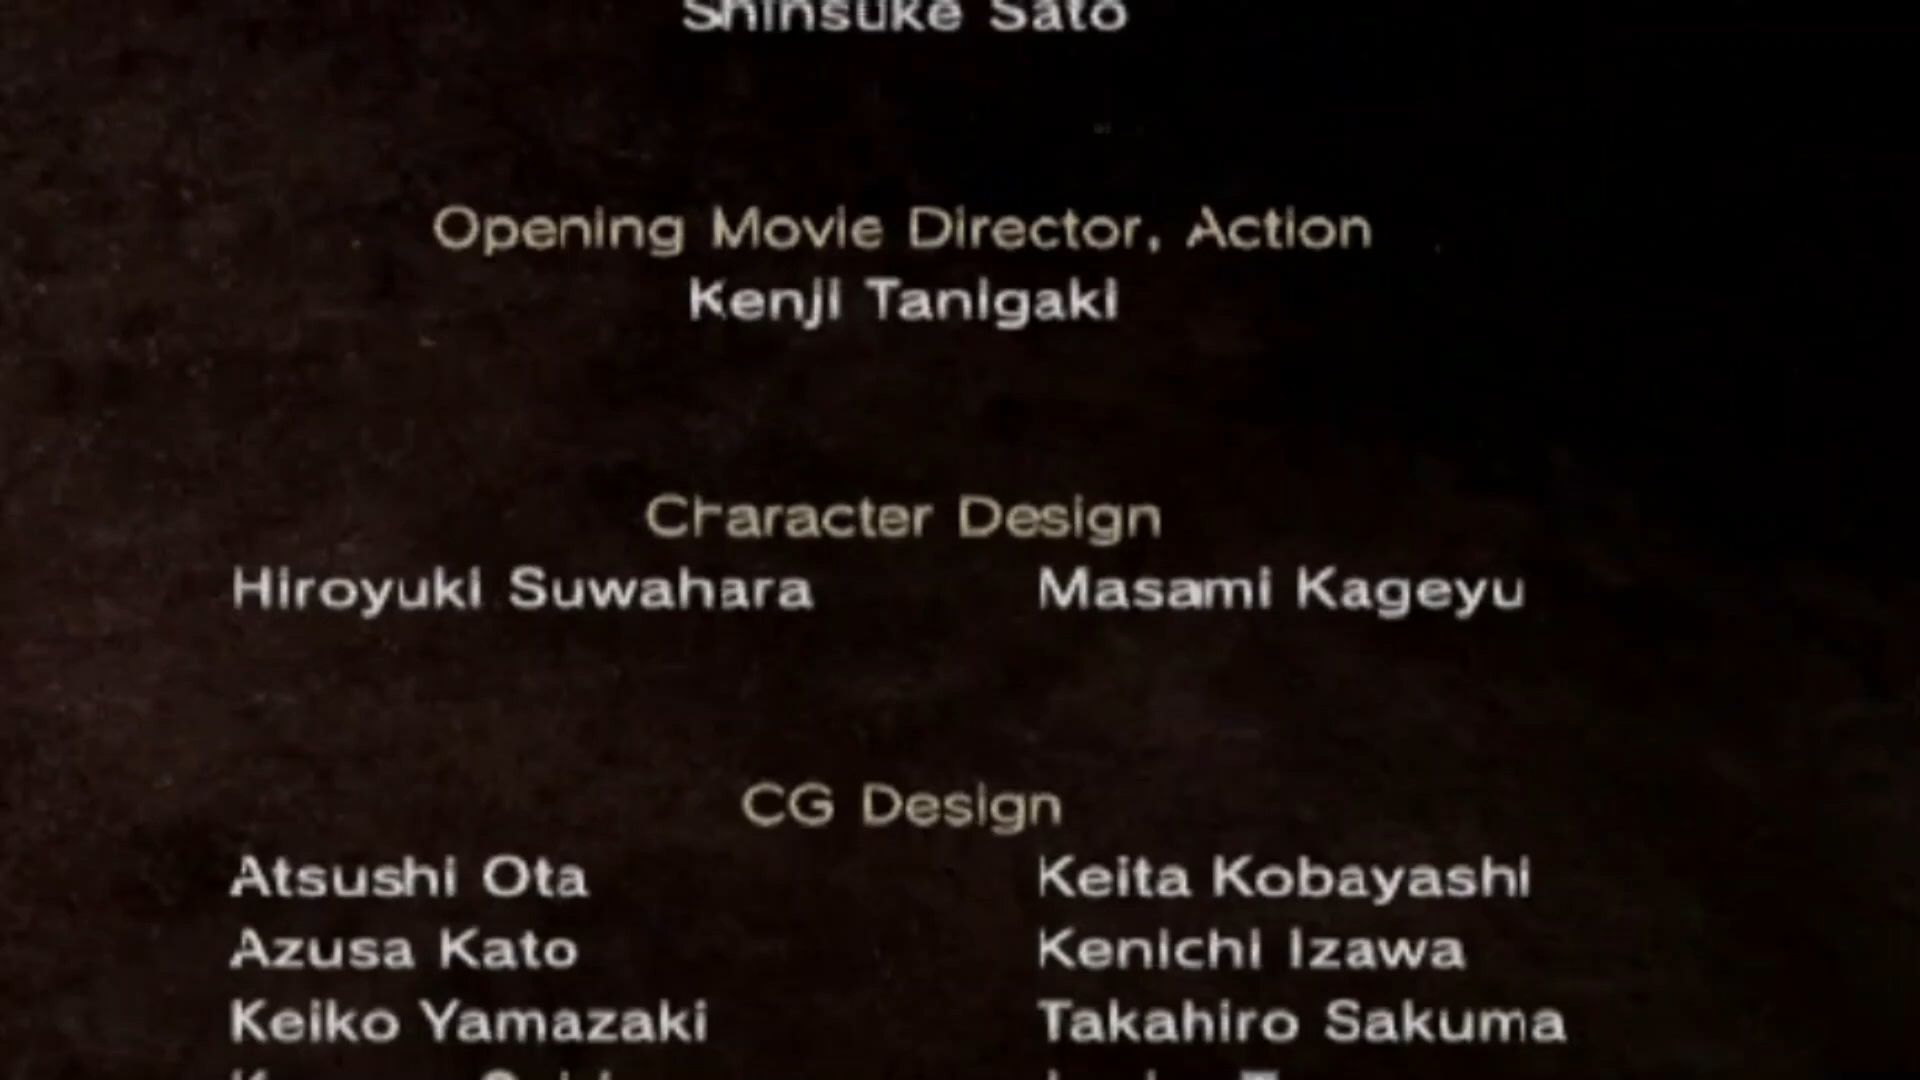 Shinsuke Sato
Opening Movie Director, Action
Kenji Tanigaki
Character Design
Hiroyuki Suwahara
Masami Kageyu
CG Design
Atsushi Ota
Keita Kobayashi
Azusa Kato
Kenichi Izawa
Keiko Yamazaki
Takahiro Sakuma